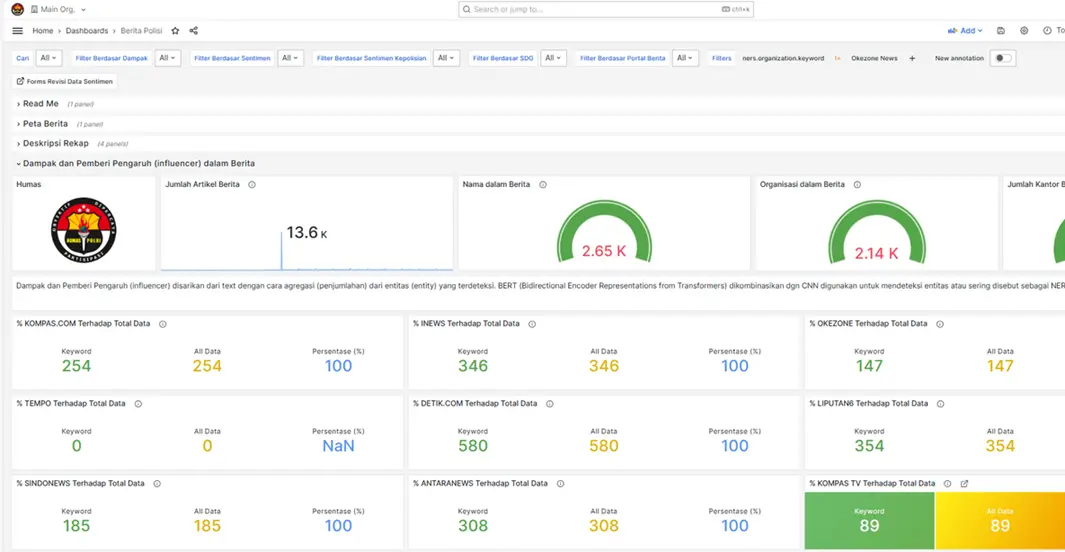 Main Org.
Search or jump to...
ctrl+k
Home › Dashboards › Berita Polisi
Add
To
Cari All
Filter Berdasar Dampak All
Filter Berdasar Sentimen All
Filter Berdasar Sentimen Kepolisian All
Filter Berdasar SDG All
Filter Berdasar Portal Berita All
Filters ners.organization.keyword Okezone News +
New annotation
Forms Revisi Data Sentimen
Read Me (1 panel)
Peta Berita (1 panel)
Deskripsi Rekap (4 panels)
Dampak dan Pemberi Pengaruh (influencer) dalam Berita
Humas
HUMAS POLRI
Jumlah Artikel Berita
13.6 K
Nama dalam Berita
2.65 K
Organisasi dalam Berita
2.14 K
Jumlah Kantor B
Dampak dan Pemberi Pengaruh (influencer) disarikan dari text dengan cara agregasi (penjumlahan) dari entitas (entity) yang terdeteksi. BERT (Bidirectional Encoder Representations from Transformers) dikombinasikan dgn CNN digunakan untuk mendeteksi entitas atau sering disebut sebagai NER
% KOMPAS.COM Terhadap Total Data
Keyword All Data Persentase (%)
254 254 100
% INEWS Terhadap Total Data
Keyword All Data Persentase (%)
346 346 100
% OKEZONE Terhadap Total Data
Keyword All Data
147 147
% TEMPO Terhadap Total Data
Keyword All Data Persentase (%)
0 0 NaN
% DETIK.COM Terhadap Total Data
Keyword All Data Persentase (%)
580 580 100
% LIPUTAN6 Terhadap Total Data
Keyword All Data
354 354
% SINDONEWS Terhadap Total Data
Keyword All Data Persentase (%)
185 185 100
% ANTARANEWS Terhadap Total Data
Keyword All Data Persentase (%)
308 308 100
% KOMPAS TV Terhadap Total Data
Keyword All Data
89 89